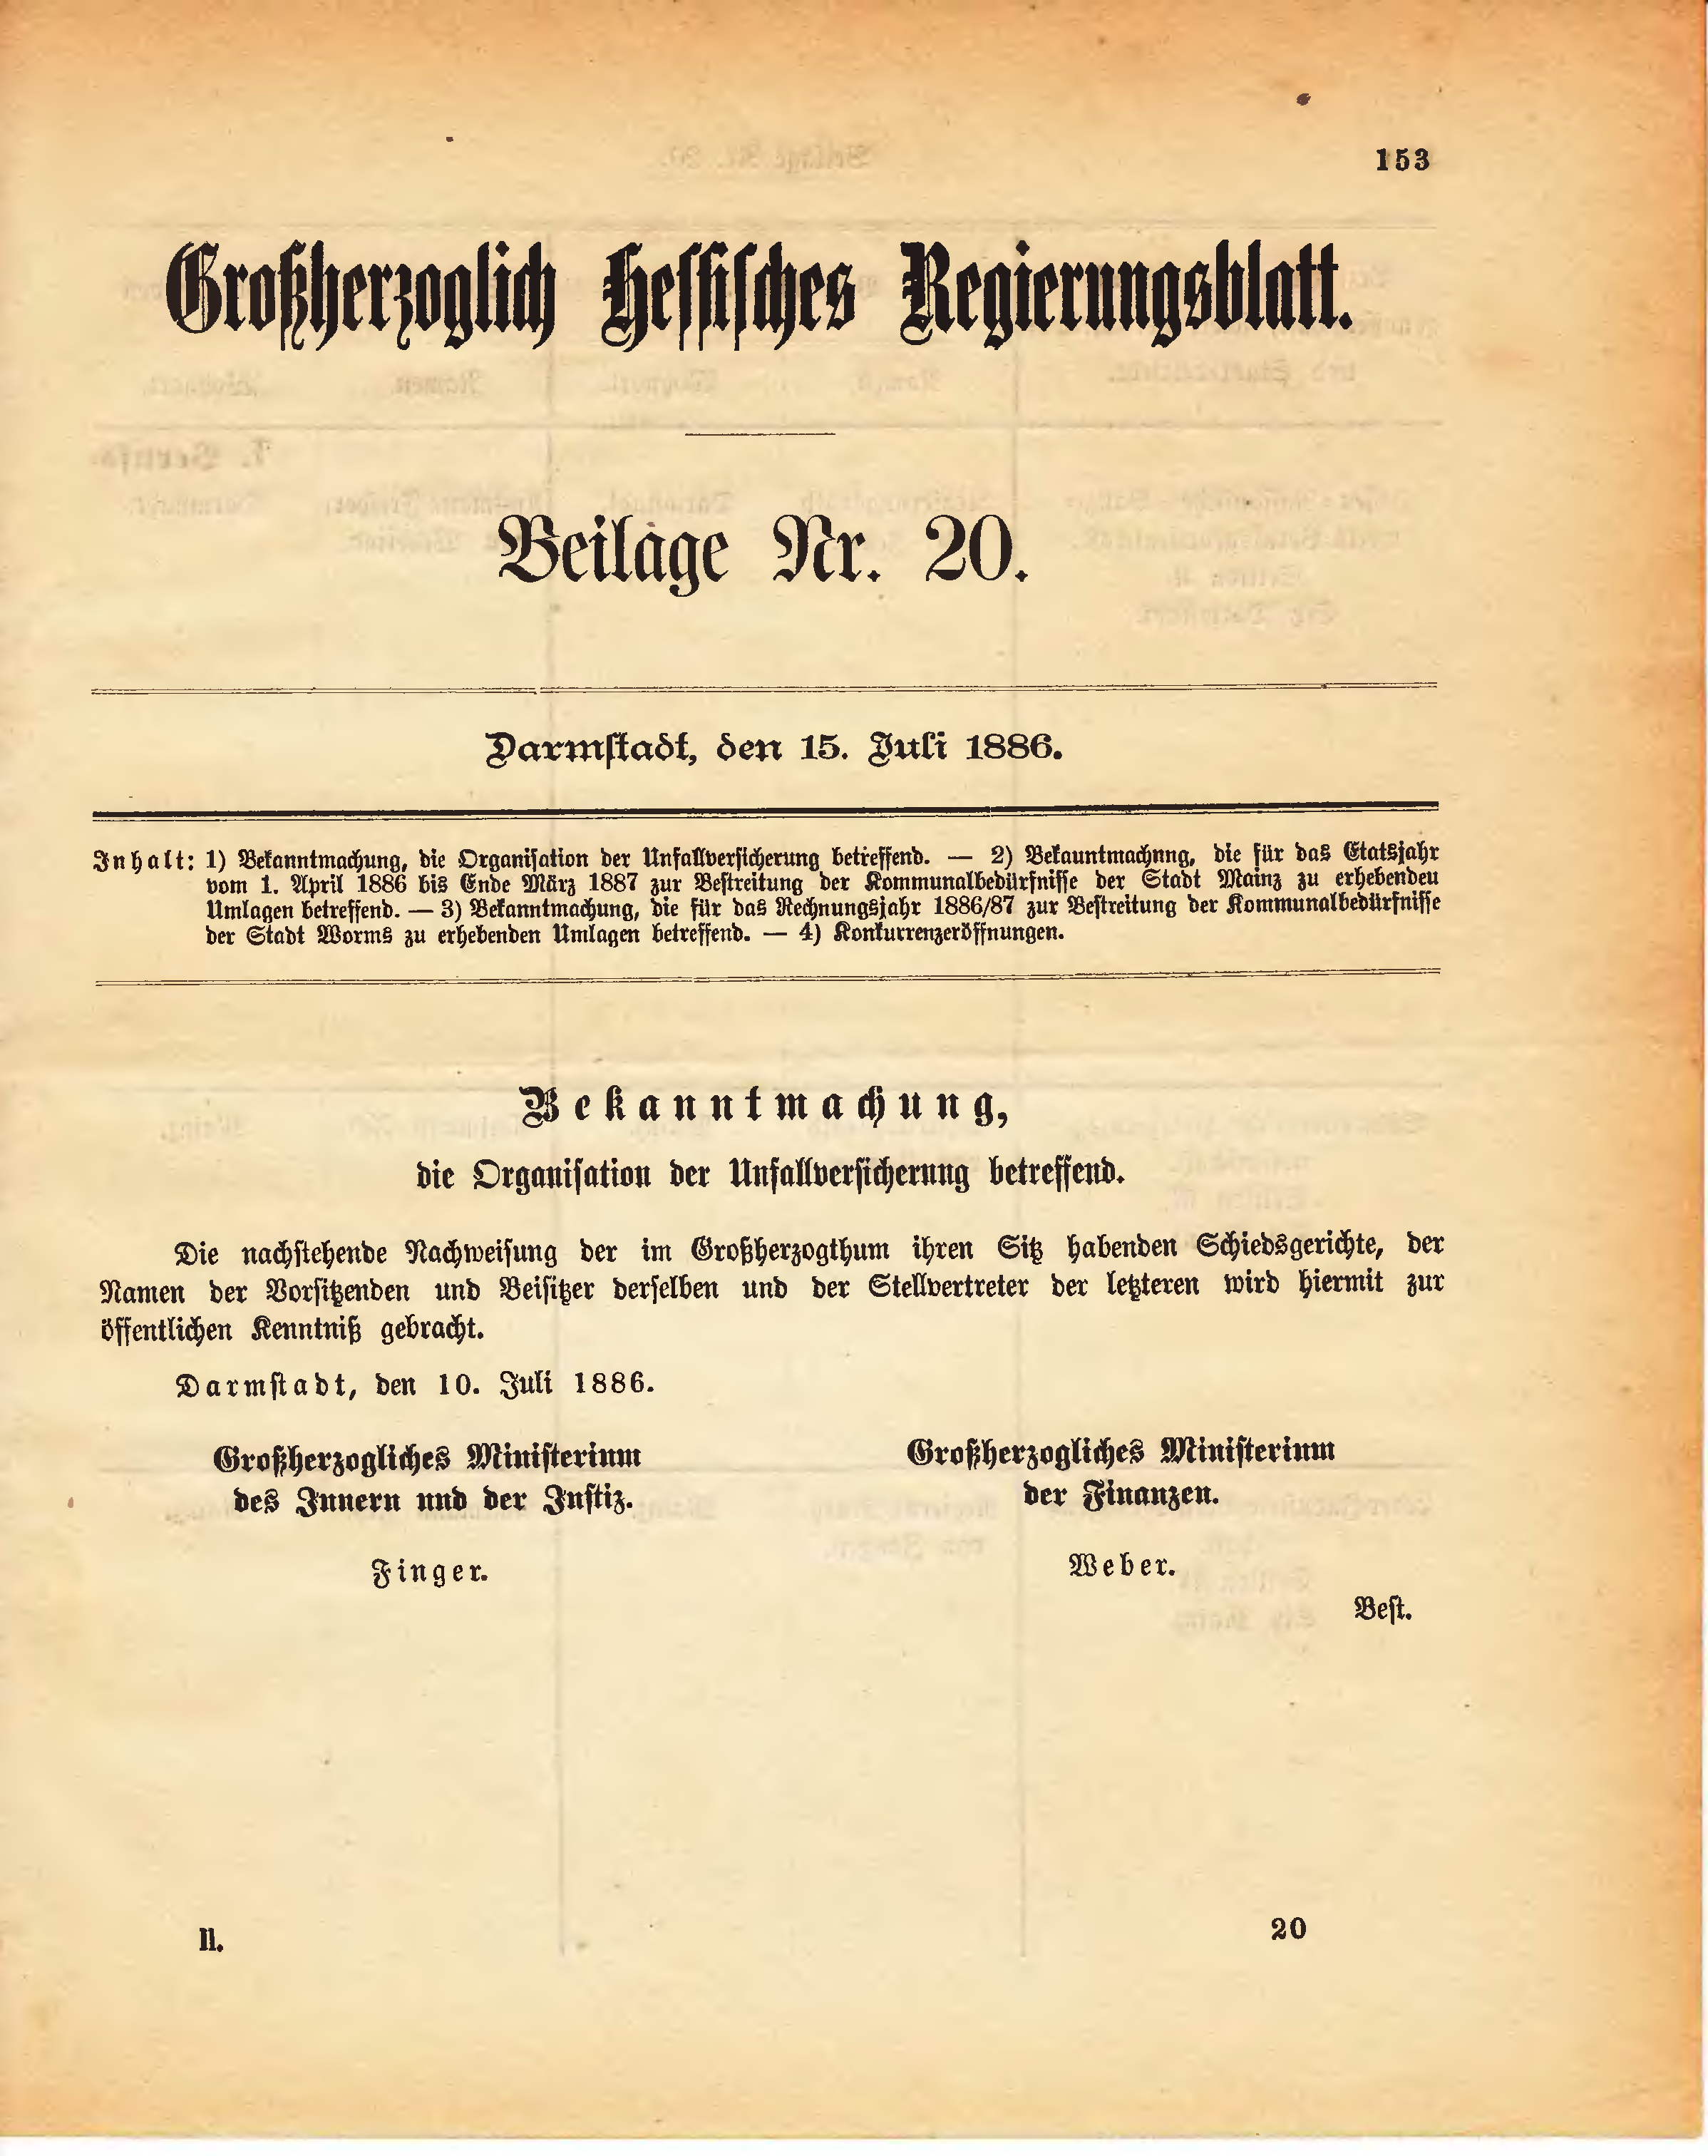 153
Großherzoglich Hessisches Regierungsblatt.
Beilage Nr. 20.
Darmstadt, den 15. Juli 1886.
Inhalt: 1) Bekanntmachung, die Organisation der Unfallversicherung betreffend. — 2) Bekanntmachung, die für das Etatsjahr
vom 1. April 1886 bis Ende März 1887 zur Bestreitung der Kommunalbedürfnisse der Stadt Mainz zu erhebenden
Umlagen betreffend. — 3) Bekanntmachung, die für das Rechnungsjahr 1886/87 zur Bestreitung der Kommunalbedürfnisse
der Stadt Worms zu erhebenden Umlagen betreffend. — 4) Konkurrenzeröffnungen.
Bekanntmachung,
die Organisation der Unfallversicherung betreffend.
Die nachstehende Nachweisung der im Großherzogthum ihren Sitz habenden Schiedsgerichte, der
Namen der Vorsitzenden und Beisitzer derselben und der Stellvertreter der letzteren wird hiermit zur
öffentlichen Kenntniß gebracht.
Darmstadt, den 10. Juli 1886.
Großherzogliches Ministerium
des Innern und der Justiz.
Finger.
Großherzogliches Ministerium
der Finanzen.
Weber.
Best.
II.
20